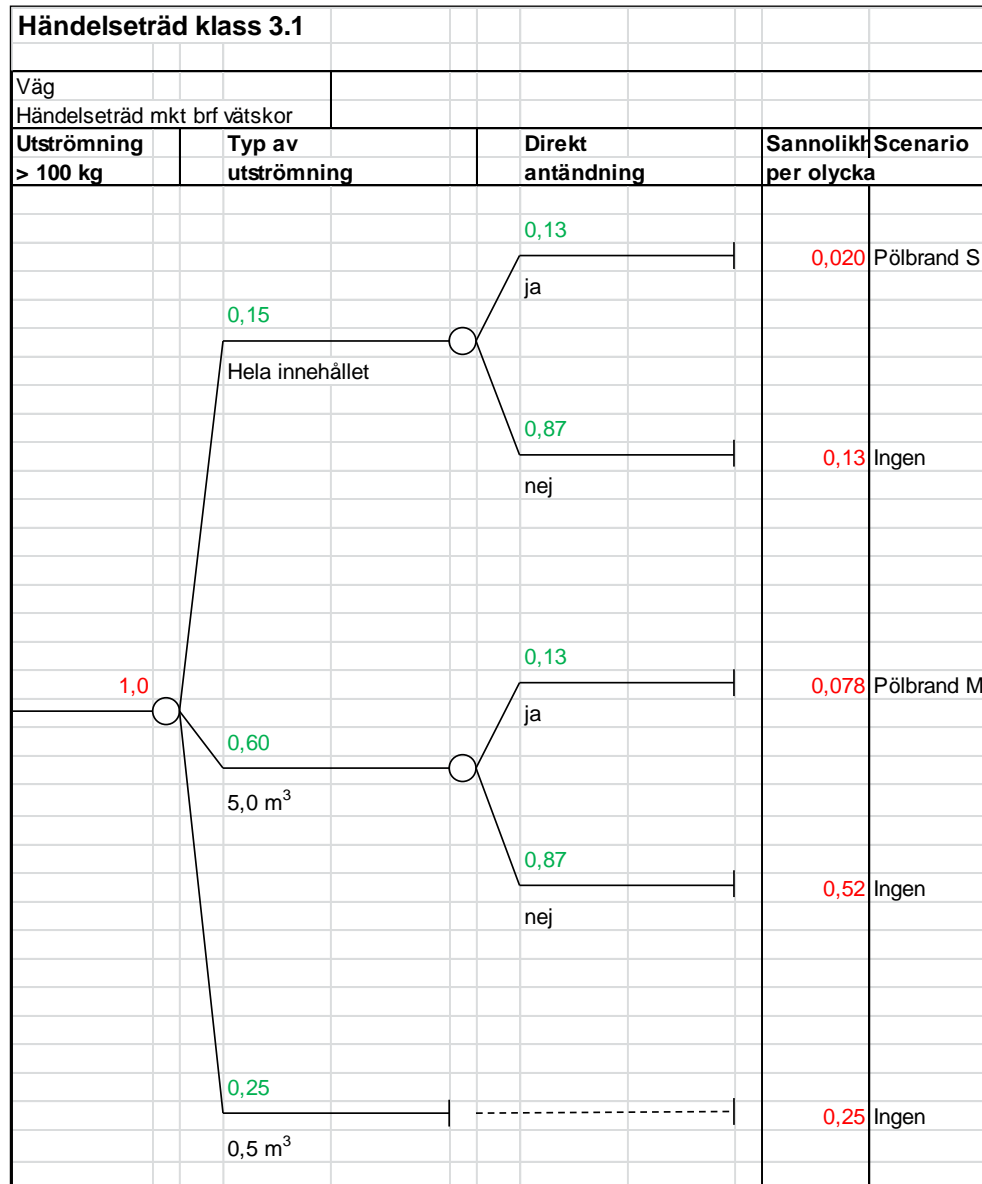 Händelseträd klass 3.1
Väg
Händelseträd mkt brf vätskor
Utströmning Typ av Direkt Sannolikh Scenario
> 100 kg utströmning antändning per olycka
0,13
0,020 Pölbrand S
ja
0,15
Hela innehållet
0,87
0,13 Ingen
nej
0,13
1,0 0,078 Pölbrand M
ja
0,60
5,0 m³
0,87
0,52 Ingen
nej
0,25
0,25 Ingen
0,5 m³